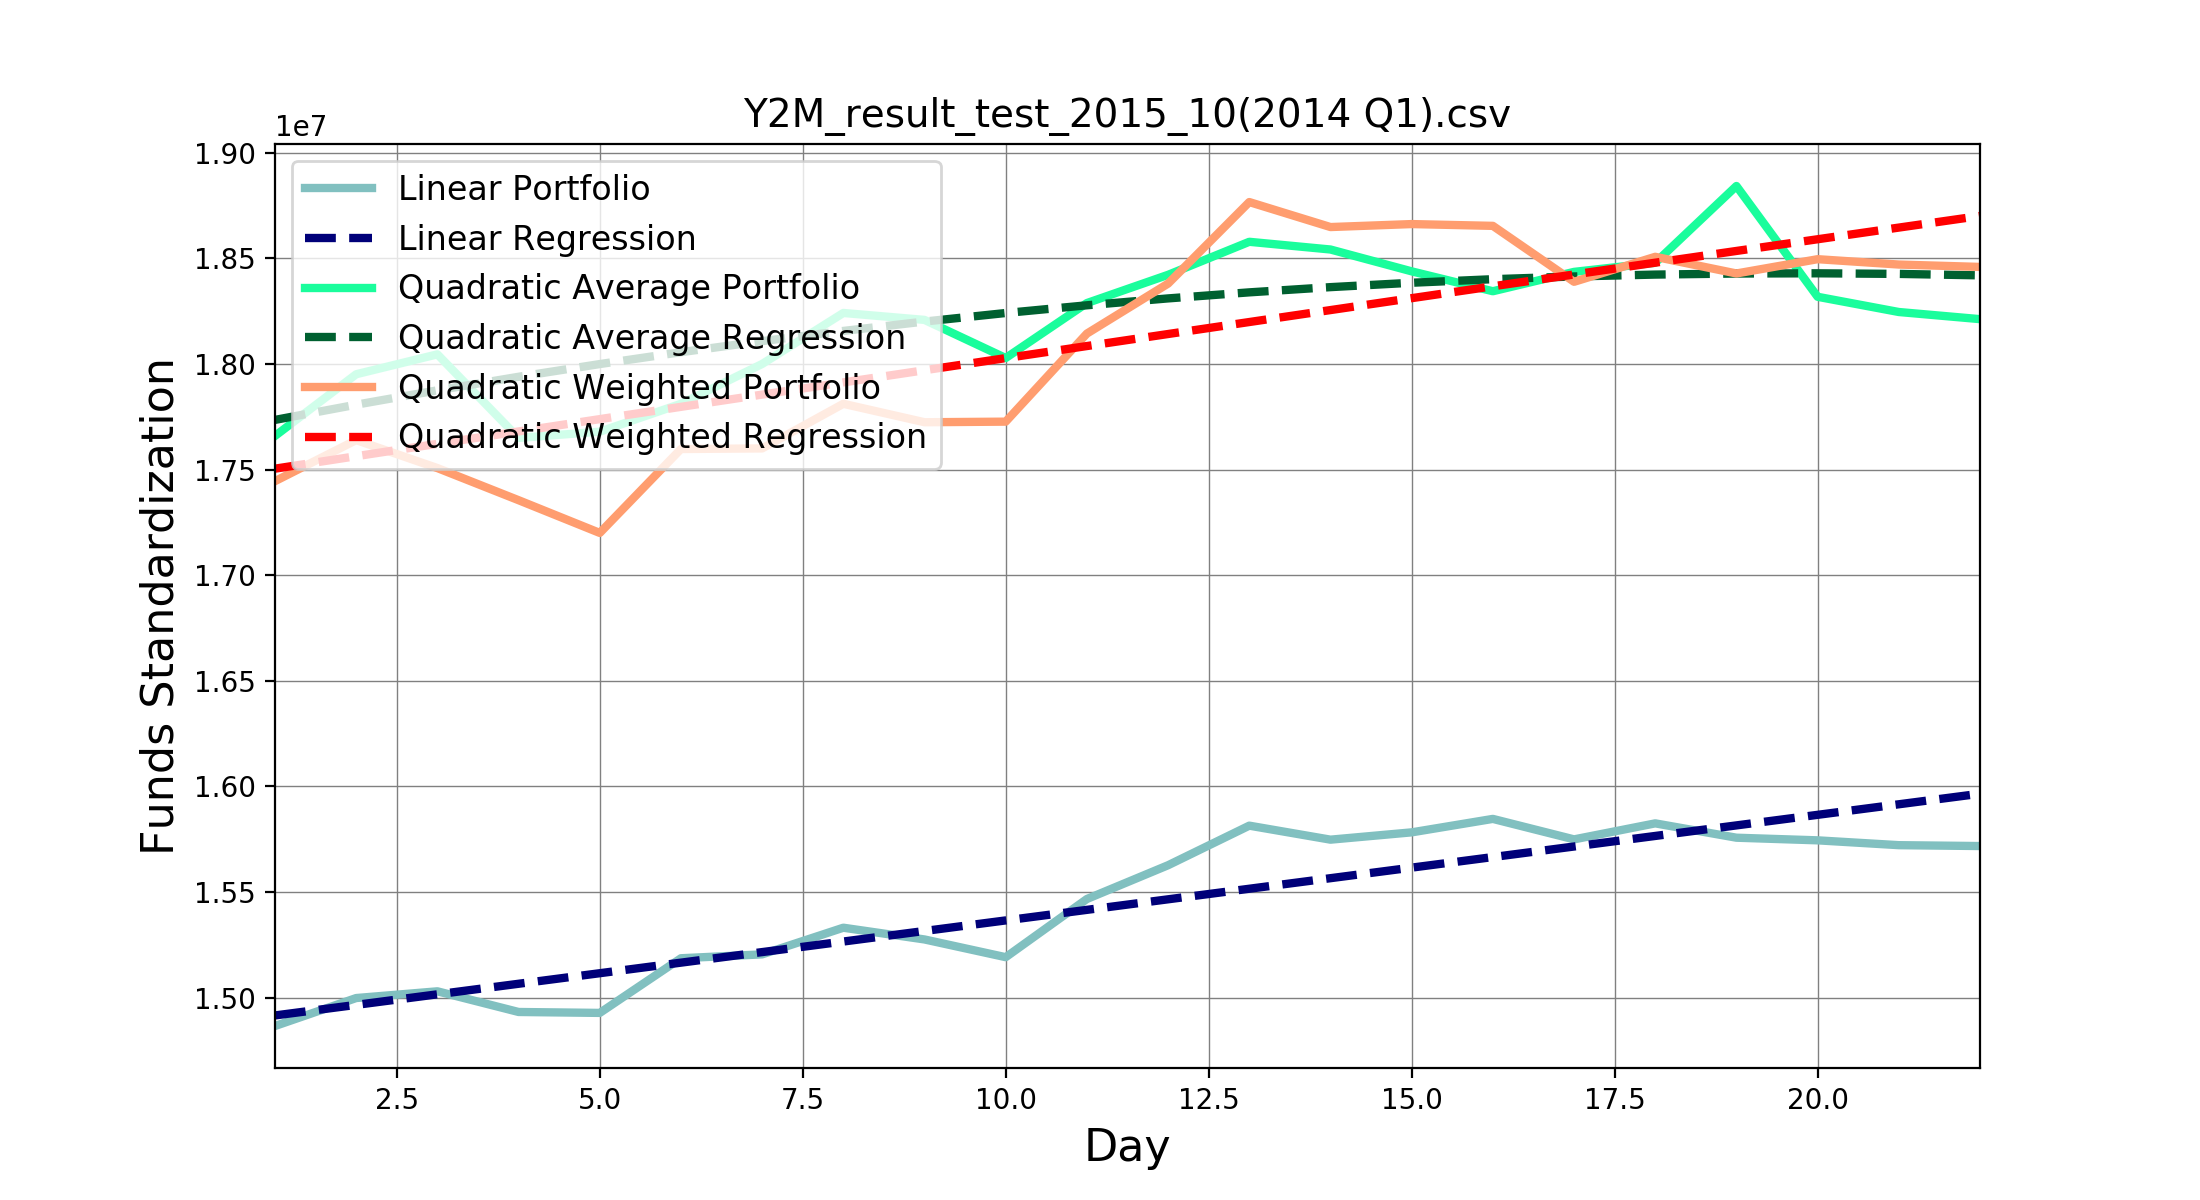 Y2M_result_test_2015_10(2014 Q1).csv
1e7
1.90
1.85
1.80
1.75
1.70
1.65
1.60
1.55
1.50
Funds Standardization
Linear Portfolio
Linear Regression
Quadratic Average Portfolio
Quadratic Average Regression
Quadratic Weighted Portfolio
Quadratic Weighted Regression
2.5 5.0 7.5 10.0 12.5 15.0 17.5 20.0
Day